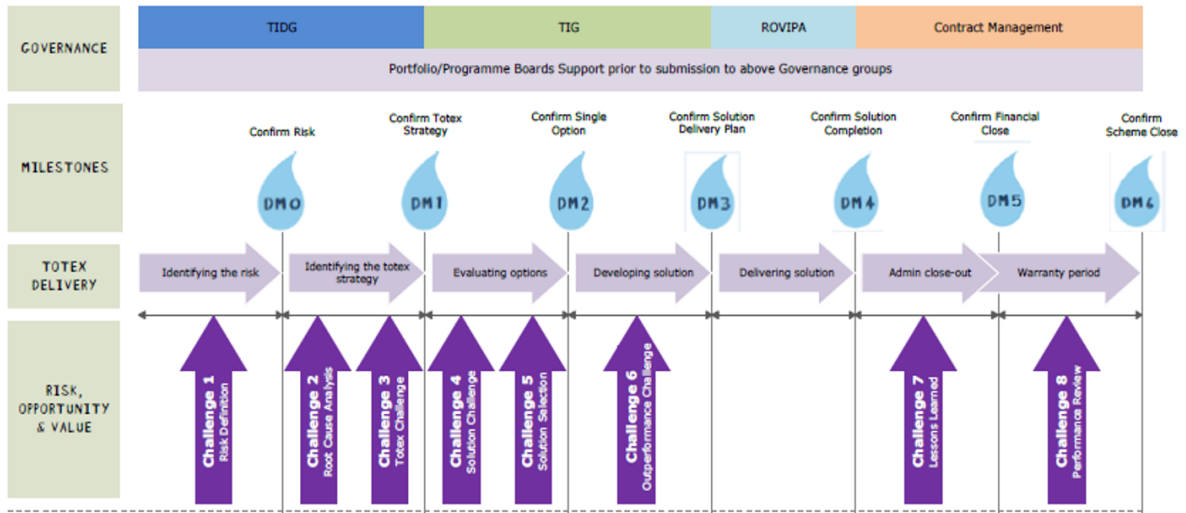 GOVERNANCE
TIDG
TIG
ROVIPA
Contract Management
Portfolio/Programme Boards Support prior to submission to above Governance groups
MILESTONES
Confirm Risk
Confirm Totex
Strategy
Confirm Single
Option
Confirm Solution
Delivery Plan
Confirm Solution
Completion
Confirm Financial
Close
Confirm
Scheme Close
DM0
DM1
DM2
DM3
DM4
DM5
DM6
TOTEX
DELIVERY
Identifying the risk
Identifying the totex
strategy
Evaluating options
Developing solution
Delivering solution
Admin close-out
Warranty period
RISK,
OPPORTUNITY
& VALUE
Challenge 1
Risk Definition
Challenge 2
Root Cause Analysis
Challenge 3
Totex Challenge
Challenge 4
Solution Challenge
Challenge 5
Solution Selection
Challenge 6
Outperformance Challenge
Challenge 7
Lessons Learned
Challenge 8
Performance Review